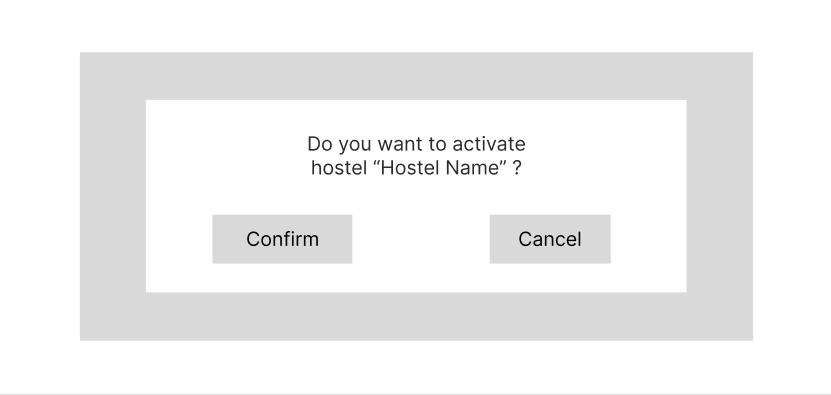 Do you want to activate
hostel “Hostel Name” ?
Confirm
Cancel